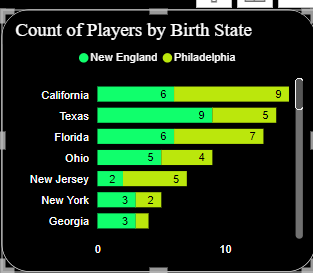 Count of Players by Birth State
New England Philadelphia
California 6 9
Texas 9 5
Florida 6 7
Ohio 5 4
New Jersey 2 5
New York 3 2
Georgia 3
0 10